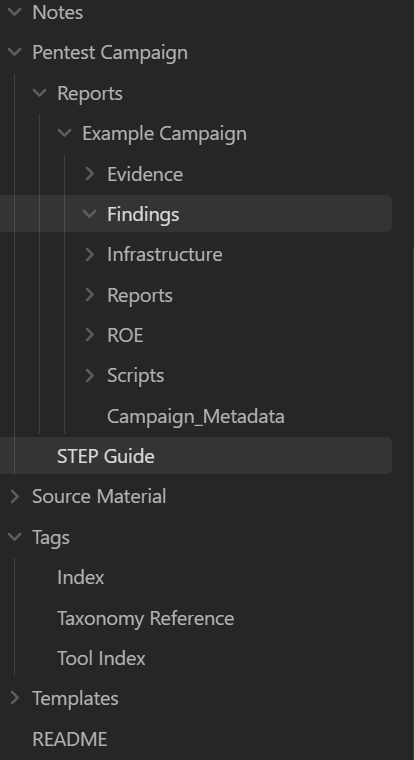 Notes
Pentest Campaign
Reports
Example Campaign
Evidence
Findings
Infrastructure
Reports
ROE
Scripts
Campaign_Metadata
STEP Guide
Source Material
Tags
Index
Taxonomy Reference
Tool Index
Templates
README